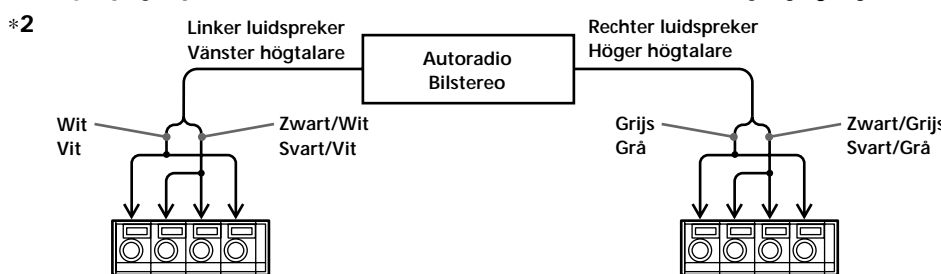 *2
Linker luidspreker
Vänster högtalare
Autoradio
Bilstereo
Rechter luidspreker
Höger högtalare
Wit
Vit
Zwart/Wit
Svart/Vit
Grijs
Grå
Zwart/Grijs
Svart/Grå